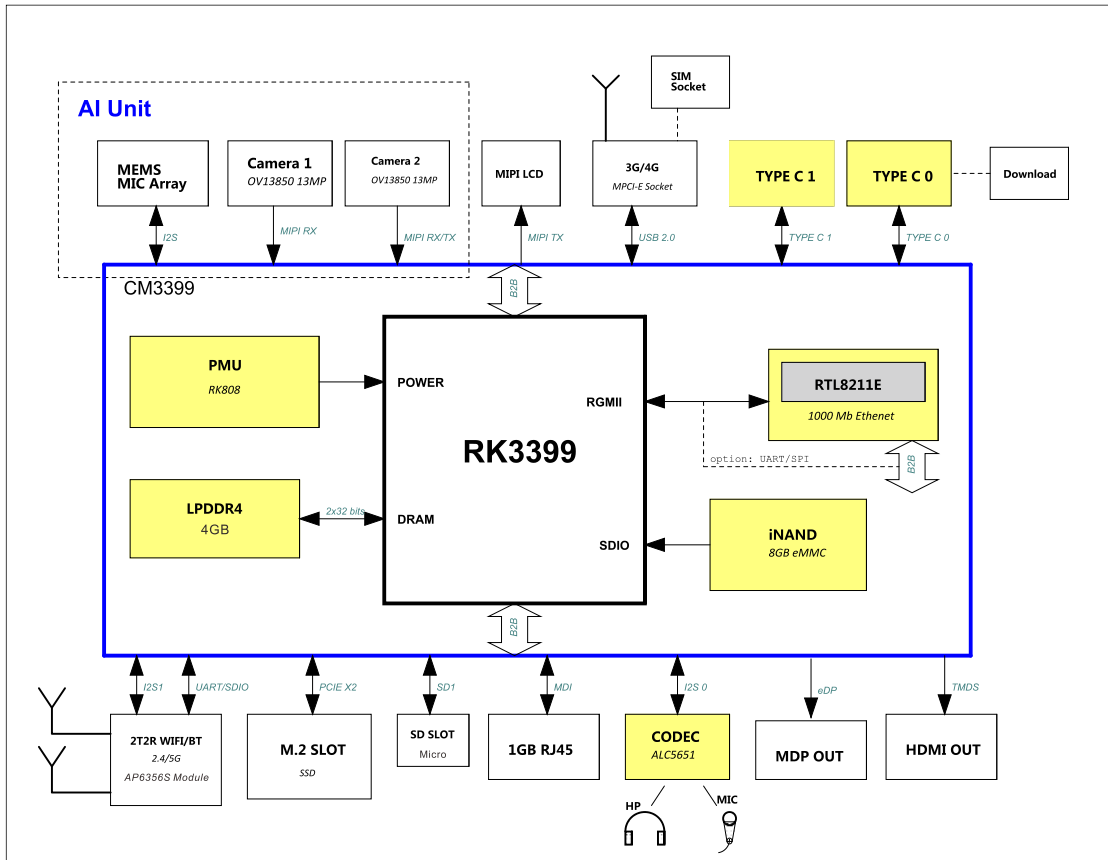 SIM
Socket
AI Unit
MEMS
MIC Array
Camera 1
OV13850 13MP
Camera 2
OV13850 13MP
MIPI LCD
3G/4G
MPCI-E Socket
TYPE C 1
TYPE C 0
Download
I2S
MIPI RX
MIPI RX/TX
MIPI TX
USB 2.0
TYPE C 1
TYPE C 0
CM3399
B2B
PMU
RK808
POWER
RGMII
RTL8211E
1000 Mb Ethenet
RK3399
option: UART/SPI
B2B
LPDDR4
4GB
2x32 bits
DRAM
SDIO
iNAND
8GB eMMC
B2B
I2S1
UART/SDIO
PCIE X2
SD1
MDI
I2S 0
eDP
TMDS
2T2R WIFI/BT
2.4/5G
AP6356S Module
M.2 SLOT
SSD
SD SLOT
Micro
1GB RJ45
CODEC
ALC5651
MDP OUT
HDMI OUT
HP
MIC